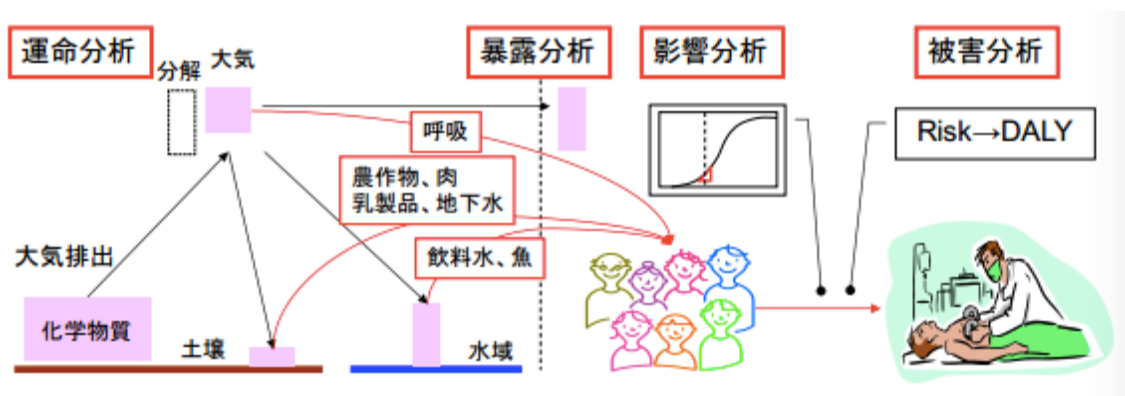 運命分析
暴露分析
影響分析
被害分析
分解
大気
呼吸
農作物、肉
乳製品、地下水
飲料水、魚
Risk→DALY
大気排出
化学物質
土壌
水域